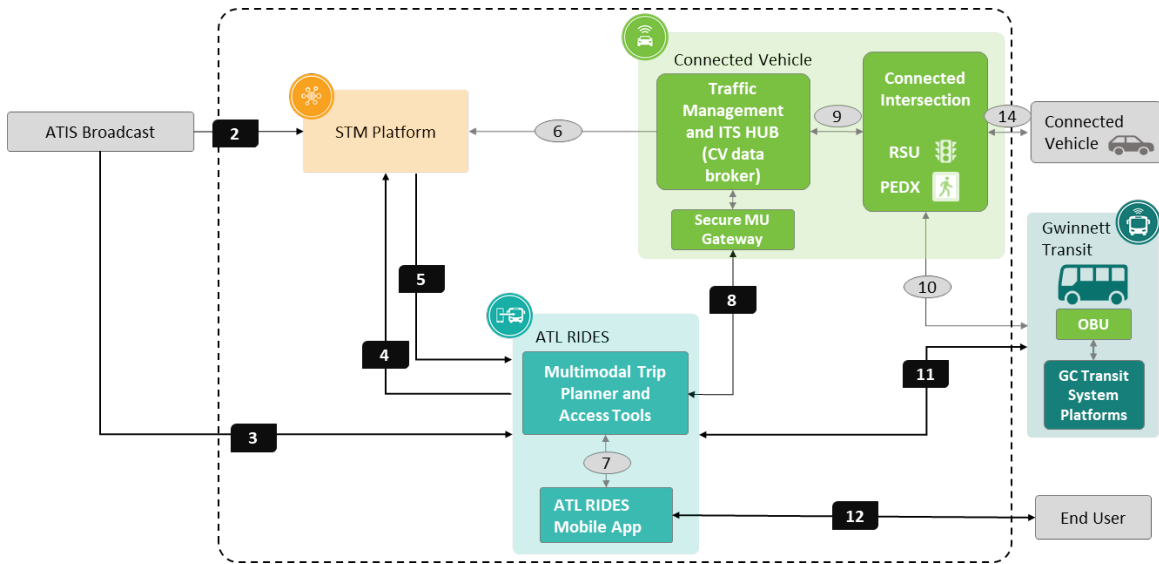 Connected Vehicle
ATIS Broadcast
2
STM Platform
6
Traffic
Management
and ITS HUB
(CV data
broker)
9
Connected
Intersection
RSU
PEDX
14
Connected
Vehicle
Secure MU
Gateway
Gwinnett
Transit
OBU
GC Transit
System
Platforms
10
5
8
4
ATL RIDES
Multimodal Trip
Planner and
Access Tools
11
3
7
ATL RIDES
Mobile App
12
End User